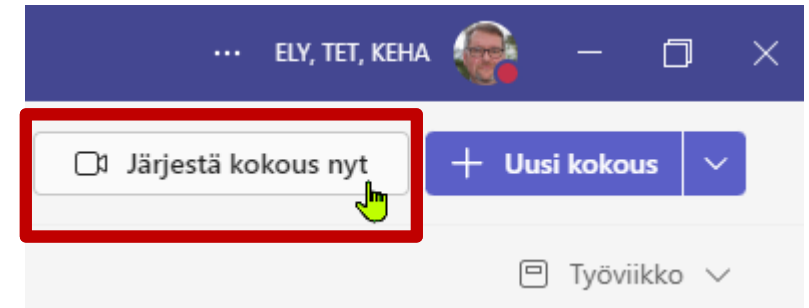 ··· ELY, TET, KEHA
Järjestä kokous nyt
+ Uusi kokous
Työviikko